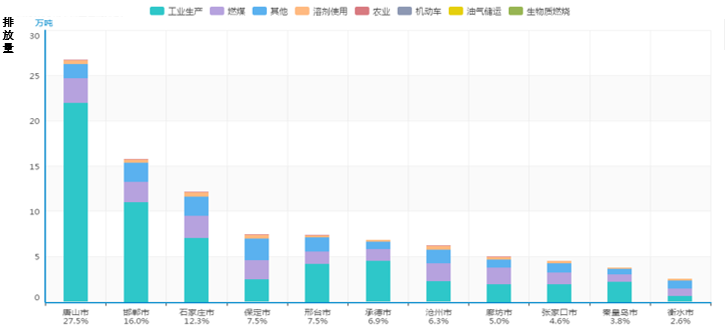 工业生产 燃煤 其他 溶剂使用 农业 机动车 油气储运 生物质燃烧
排放量
万吨
30
25
20
15
10
5
0
唐山市 邯郸市 石家庄市 保定市 邢台市 承德市 沧州市 廊坊市 张家口市 秦皇岛市 衡水市
27.5% 16.0% 12.3% 7.5% 7.5% 6.9% 6.3% 5.0% 4.6% 3.8% 2.6%